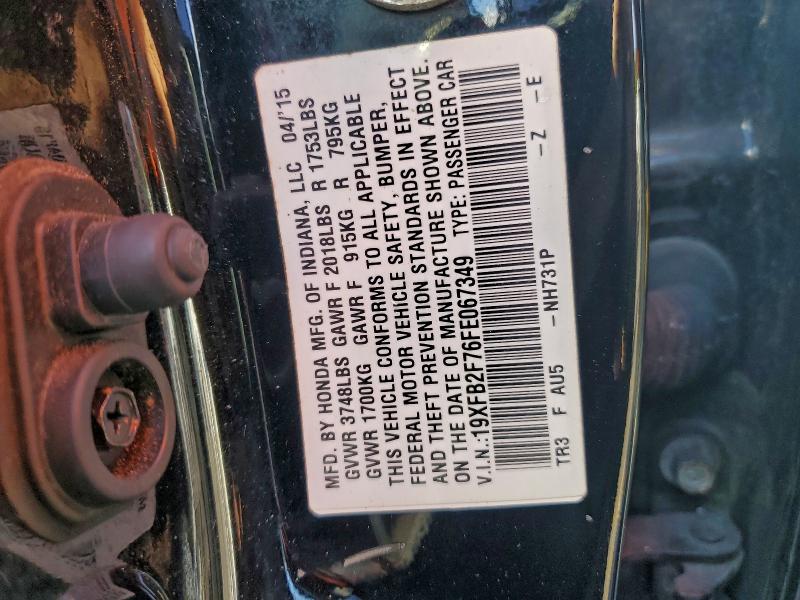 MFD. BY HONDA MFG. OF INDIANA, LLC 04/'15
GVWR 3748LBS GAWR F 2018LBS R 1753LBS
GVWR 1700KG GAWR F 915KG R 795KG
THIS VEHICLE CONFORMS TO ALL APPLICABLE
FEDERAL MOTOR VEHICLE SAFETY, BUMPER,
AND THEFT PREVENTION STANDARDS IN EFFECT
ON THE DATE OF MANUFACTURE SHOWN ABOVE.
V.I.N.:19XFB2F76FE067349 TYPE: PASSENGER CAR
TR3 F AU5 -NH731P -Z -E